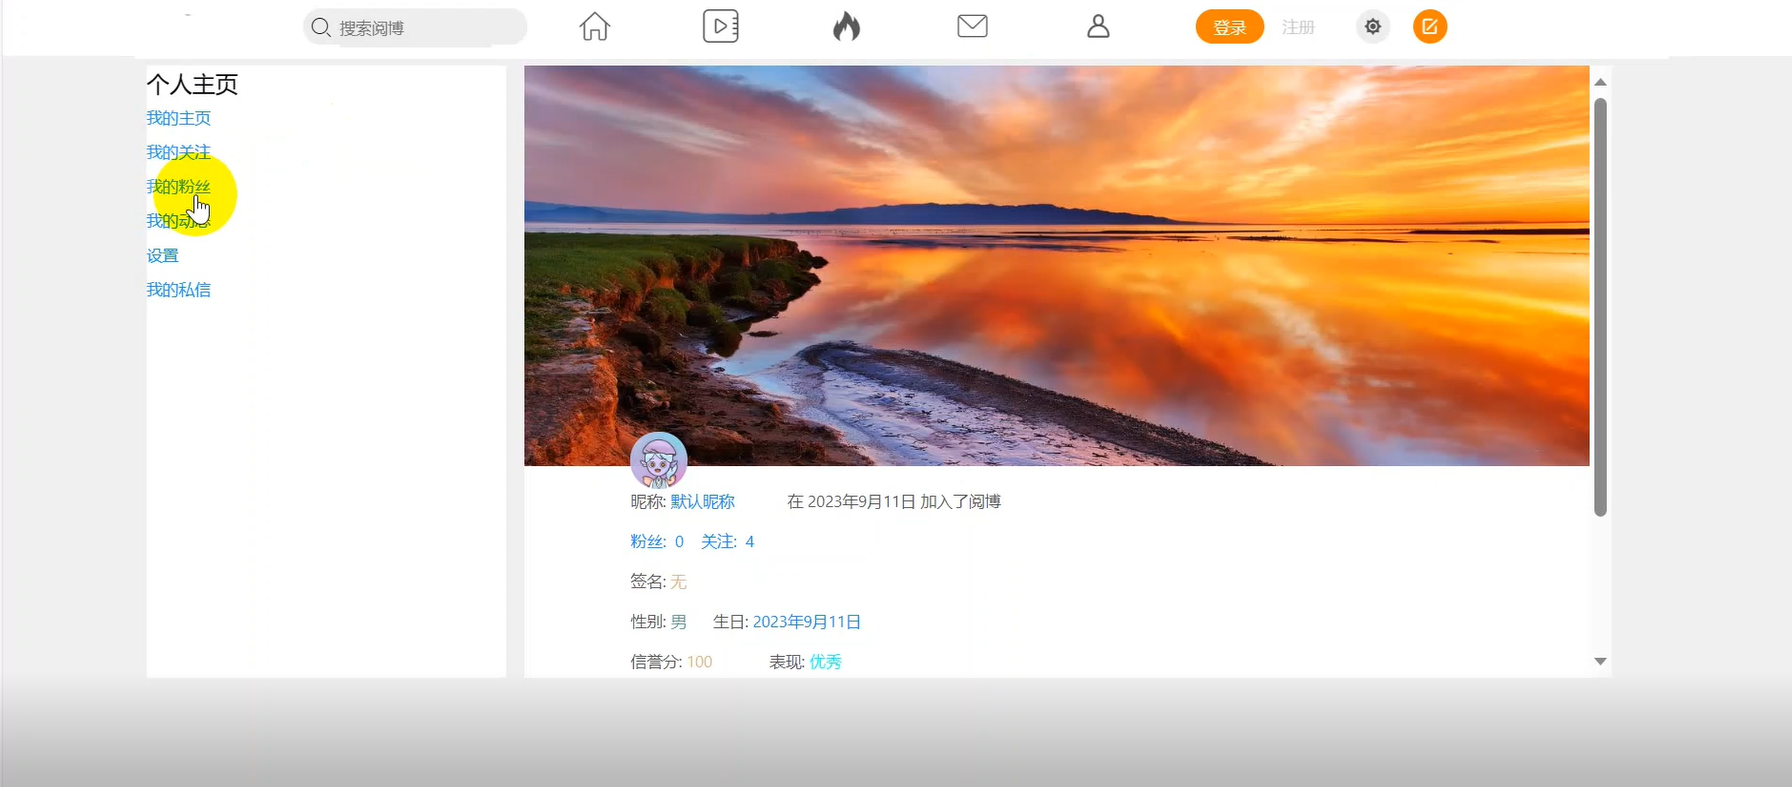 搜索阅博
登录 注册
个人主页
我的主页
我的关注
我的粉丝
我的动态
设置
我的私信
昵称: 默认昵称 在 2023年9月11日 加入了阅博
粉丝: 0 关注: 4
签名: 无
性别: 男 生日: 2023年9月11日
信誉分: 100 表现: 优秀